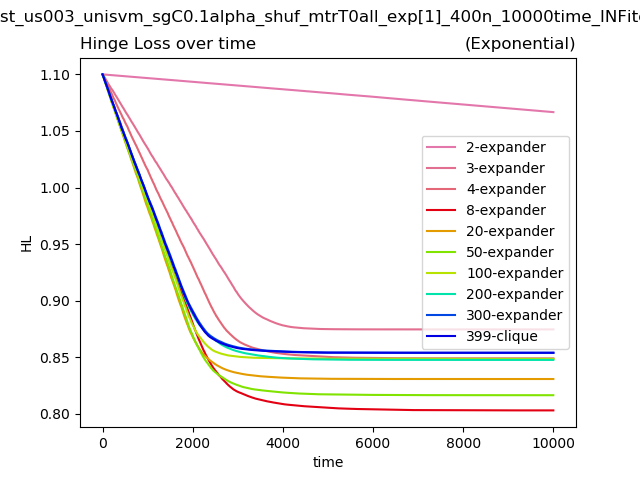 st_us003_unisvm_sgC0.1alpha_shuf_mtrT0all_exp[1]_400n_10000time_INFite
Hinge Loss over time (Exponential)
1.10
1.05
1.00
0.95
0.90
0.85
0.80
HL
2-expander
3-expander
4-expander
8-expander
20-expander
50-expander
100-expander
200-expander
300-expander
399-clique
0 2000 4000 6000 8000 10000
time